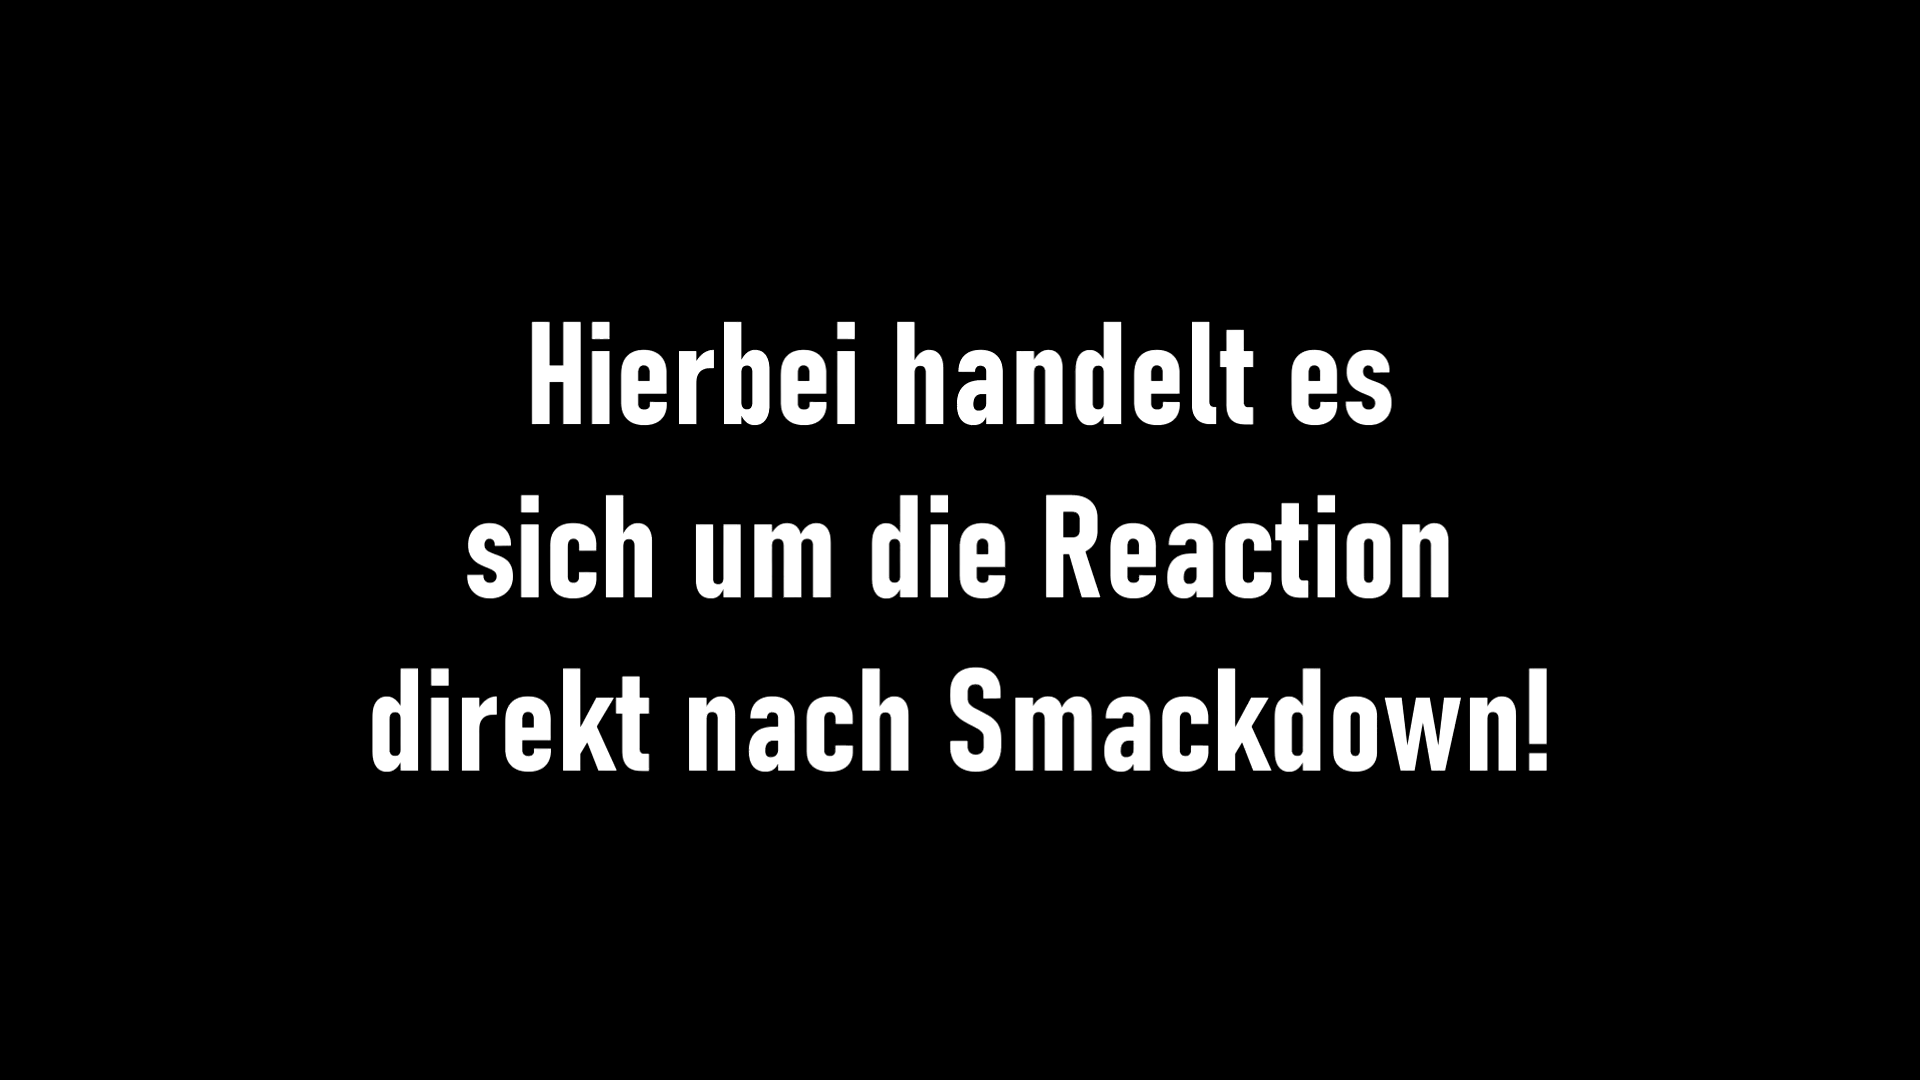 Hierbei handelt es
sich um die Reaction
direkt nach Smackdown!